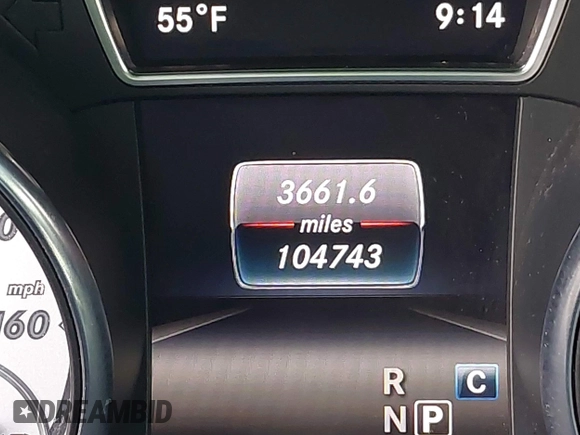 55°F 9:14
3661.6
miles
104743
mph
160
R C
N P
DREAMBID